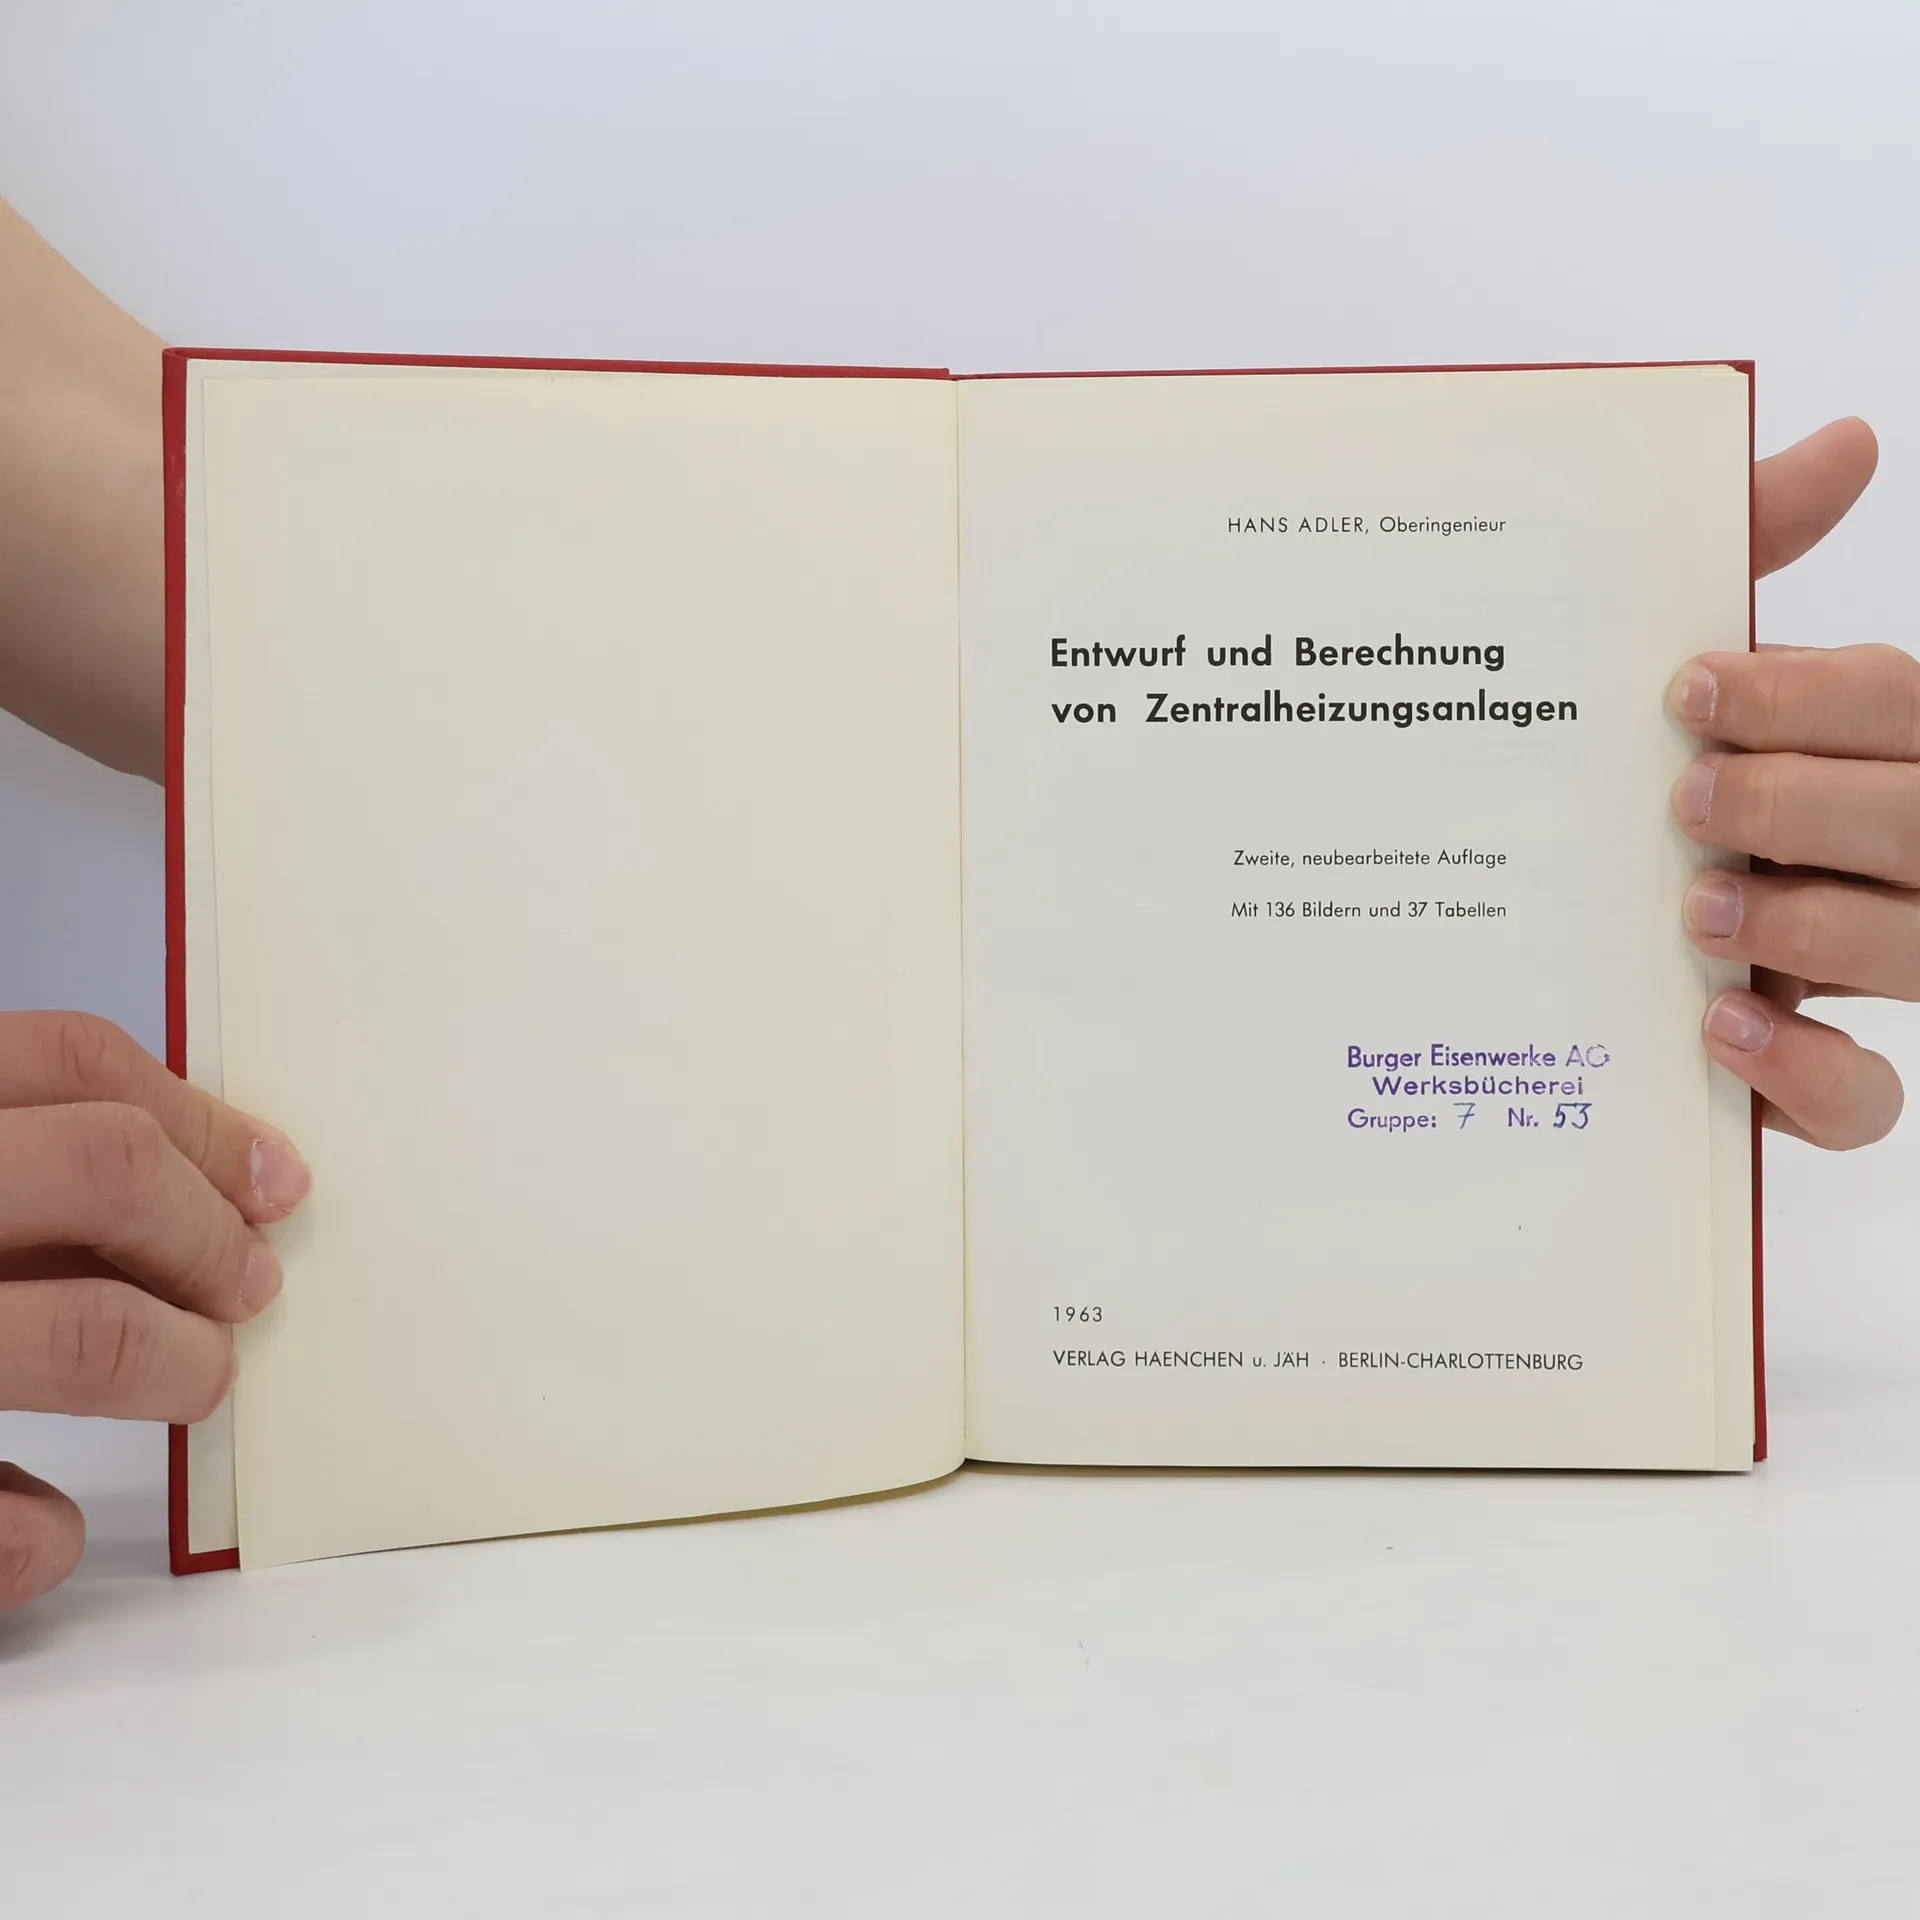 HANS ADLER, Oberingenieur
Entwurf und Berechnung
von Zentralheizungsanlagen
Zweite, neubearbeitete Auflage
Mit 136 Bildern und 37 Tabellen
Burger Eisenwerke AG
Werksbücherei
Gruppe: 7 Nr. 53
1963
VERLAG HAENCHEN u. JÄH · BERLIN-CHARLOTTENBURG